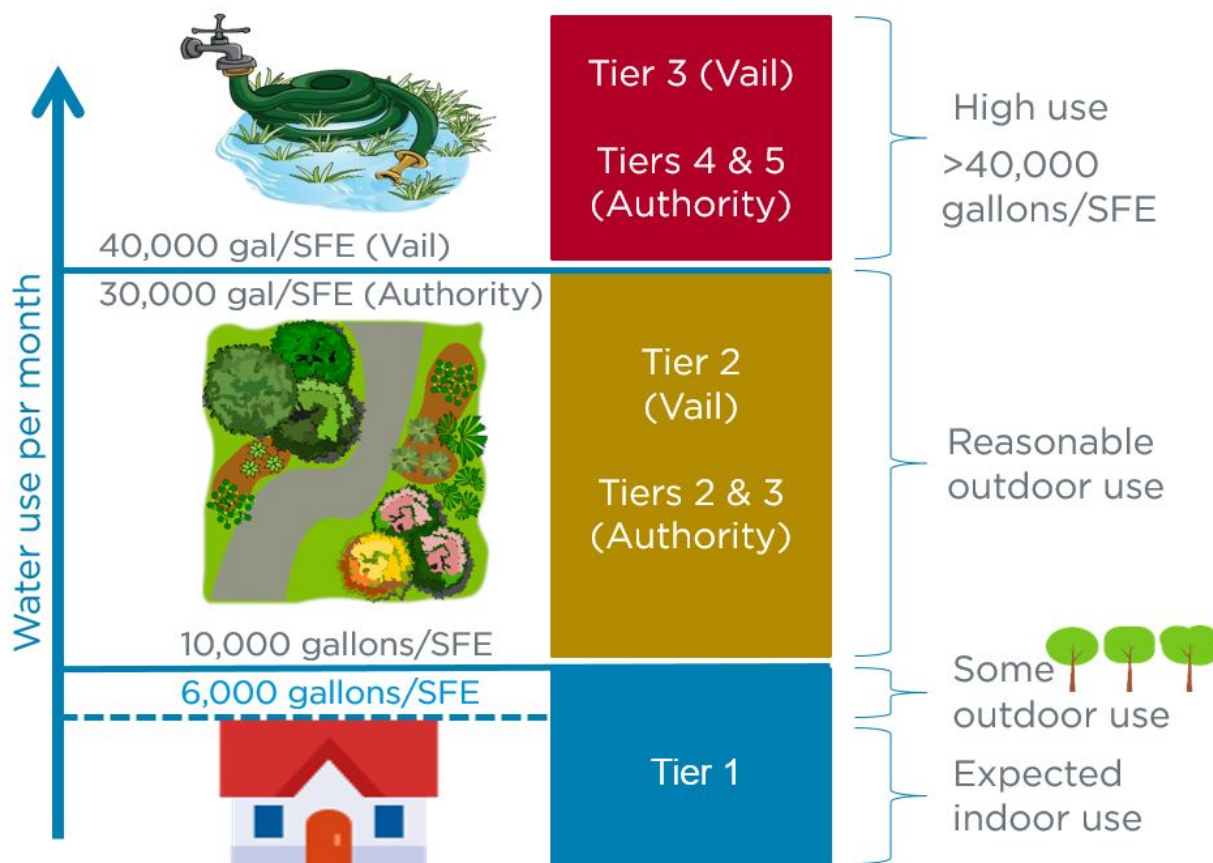 Water use per month
40,000 gal/SFE (Vail)
30,000 gal/SFE (Authority)
10,000 gallons/SFE
6,000 gallons/SFE
Tier 3 (Vail)
Tiers 4 & 5
(Authority)
Tier 2
(Vail)
Tiers 2 & 3
(Authority)
Tier 1
High use
>40,000
gallons/SFE
Reasonable
outdoor use
Some
outdoor use
Expected
indoor use